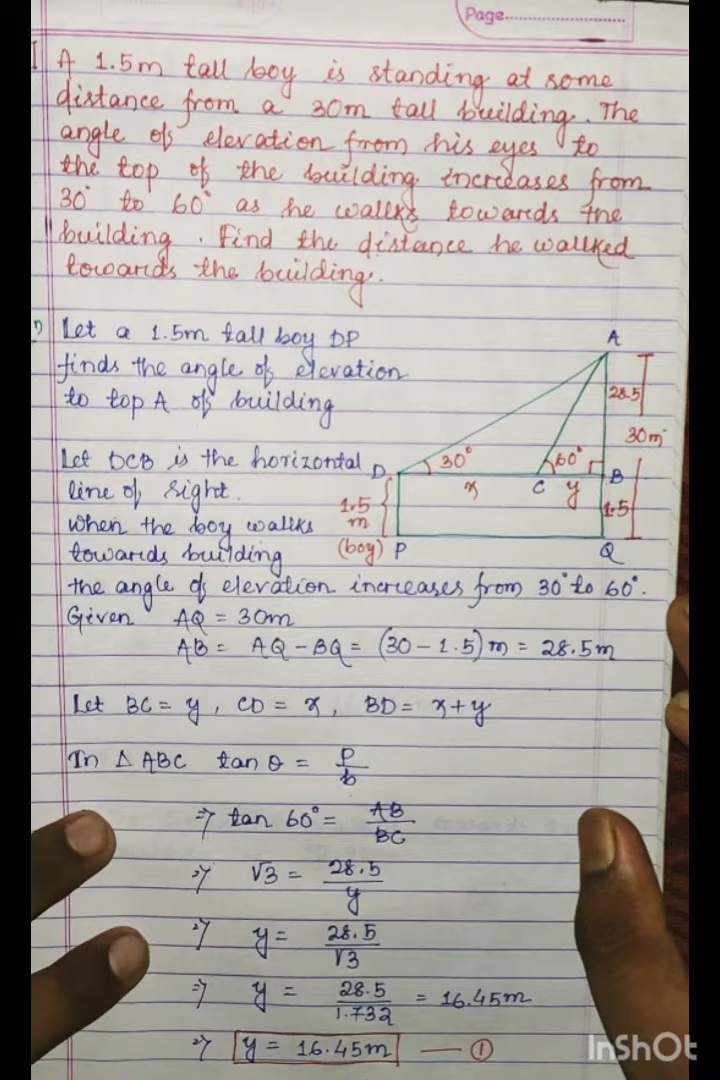 Page..............................
A 1.5m tall boy is standing at some
distance from a 30m tall building. The
angle of elevation from his eyes to
the top of the building increases from
30° to 60° as he wallks towards the
building. Find the distance he wallked
towards the building.
Let a 1.5m tall boy DP
finds the angle of elevation
to top A of building
Let DCB is the horizontal
line of sight.
when the boy wallks
towards building
A
28.5
30m
30°
60°
D
x
C
y
B
1.5
m
(boy)
1.5
P
Q
the angle of elevation increases from 30° to 60°.
Given AQ = 30m
AB = AQ - BQ = (30 - 1.5) m = 28.5m
Let BC = y, CD = x, BD = x+y
In △ ABC tan θ = P/b
⇒ tan 60° = AB/BC
⇒ √3 = 28.5/y
⇒ y = 28.5/√3
⇒ y = 28.5/1.732 = 16.45m
⇒ y = 16.45m — ①
InShOt